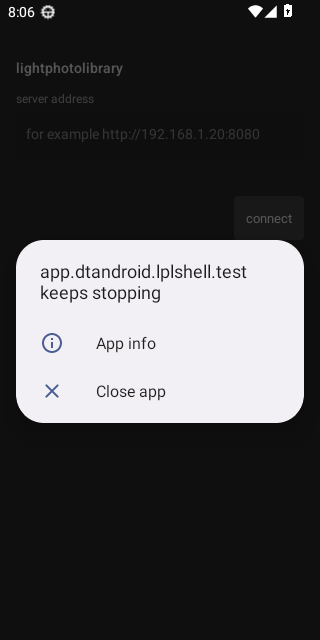 8:06
lightphotolibrary
server address
for example http://192.168.1.20:8080
connect
app.dtandroid.lplshell.test
keeps stopping
App info
Close app